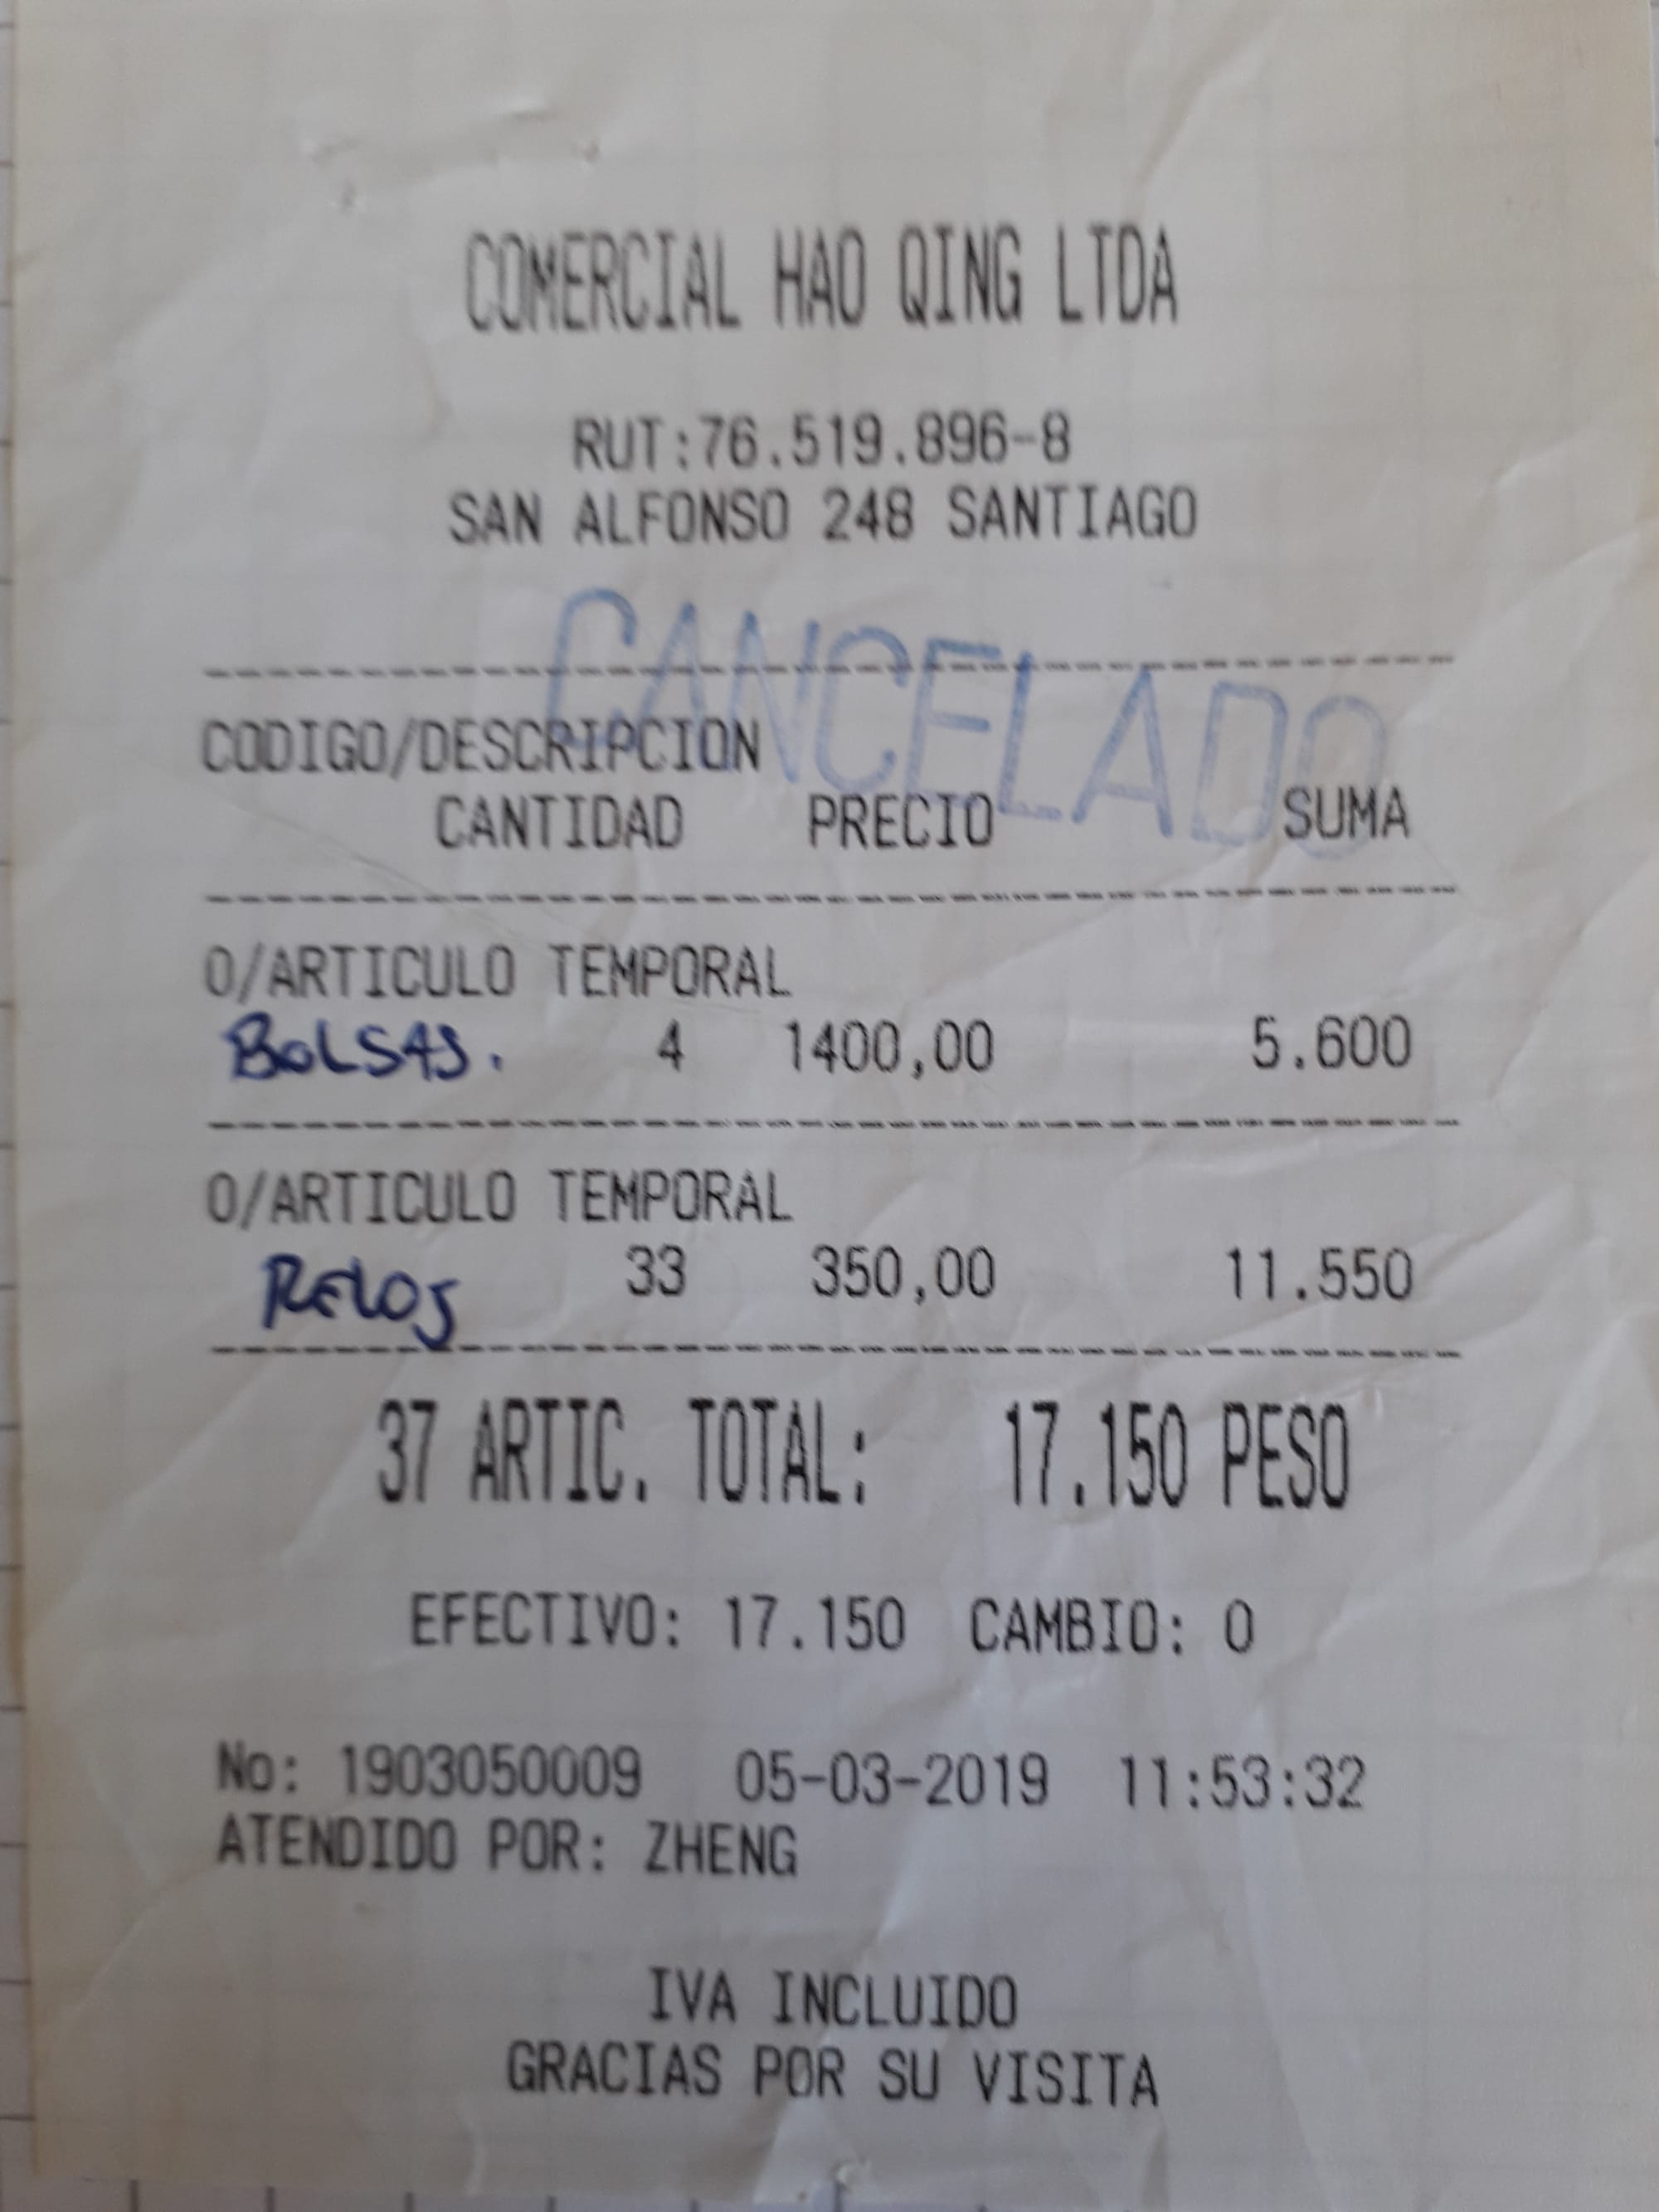 COMERCIAL HAO QING LTDA
RUT:76.519.896-8
SAN ALFONSO 248 SANTIAGO
CANCELADO
CODIGO/DESCRIPCION
CANTIDAD PRECIO SUMA
0/ARTICULO TEMPORAL
BOLSAS. 4 1400,00 5.600
0/ARTICULO TEMPORAL
RELOJ 33 350,00 11.550
37 ARTIC. TOTAL: 17.150 PESO
EFECTIVO: 17.150 CAMBIO: 0
No: 1903050009 05-03-2019 11:53:32
ATENDIDO POR: ZHENG
IVA INCLUIDO
GRACIAS POR SU VISITA